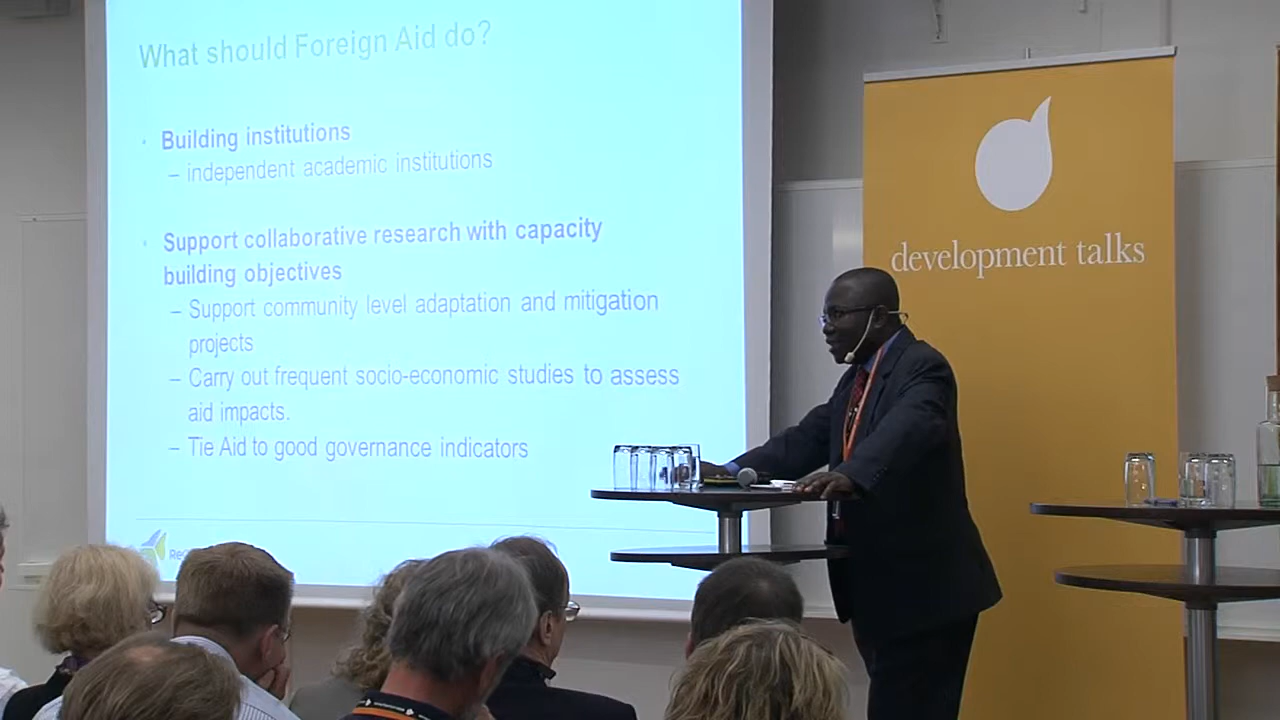 What should Foreign Aid do?
• Building institutions
– independent academic institutions
• Support collaborative research with capacity
building objectives
– Support community level adaptation and mitigation
projects
– Carry out frequent socio-economic studies to assess
aid impacts.
– Tie Aid to good governance indicators
development talks